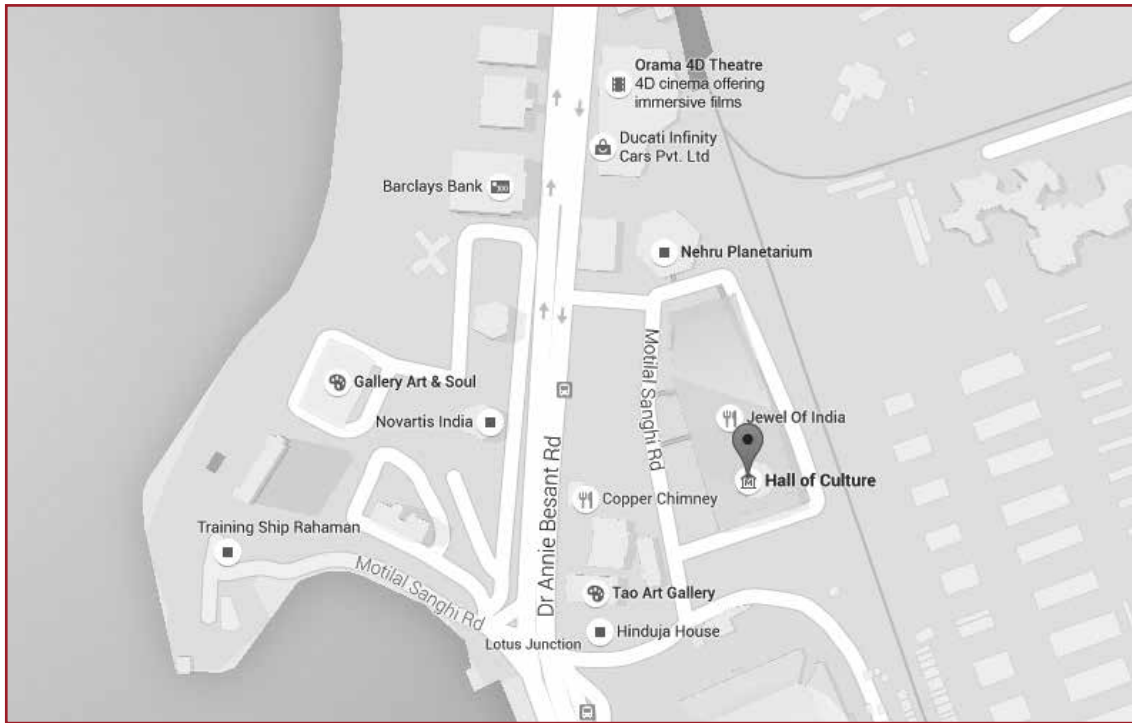 Orama 4D Theatre
4D cinema offering
immersive films
Ducati Infinity
Cars Pvt. Ltd
Barclays Bank
Nehru Planetarium
Motilal Sanghi Rd
Gallery Art & Soul
Novartis India
Jewel Of India
Hall of Culture
Dr Annie Besant Rd
Copper Chimney
Training Ship Rahaman
Motilal Sanghi Rd
Tao Art Gallery
Hinduja House
Lotus Junction